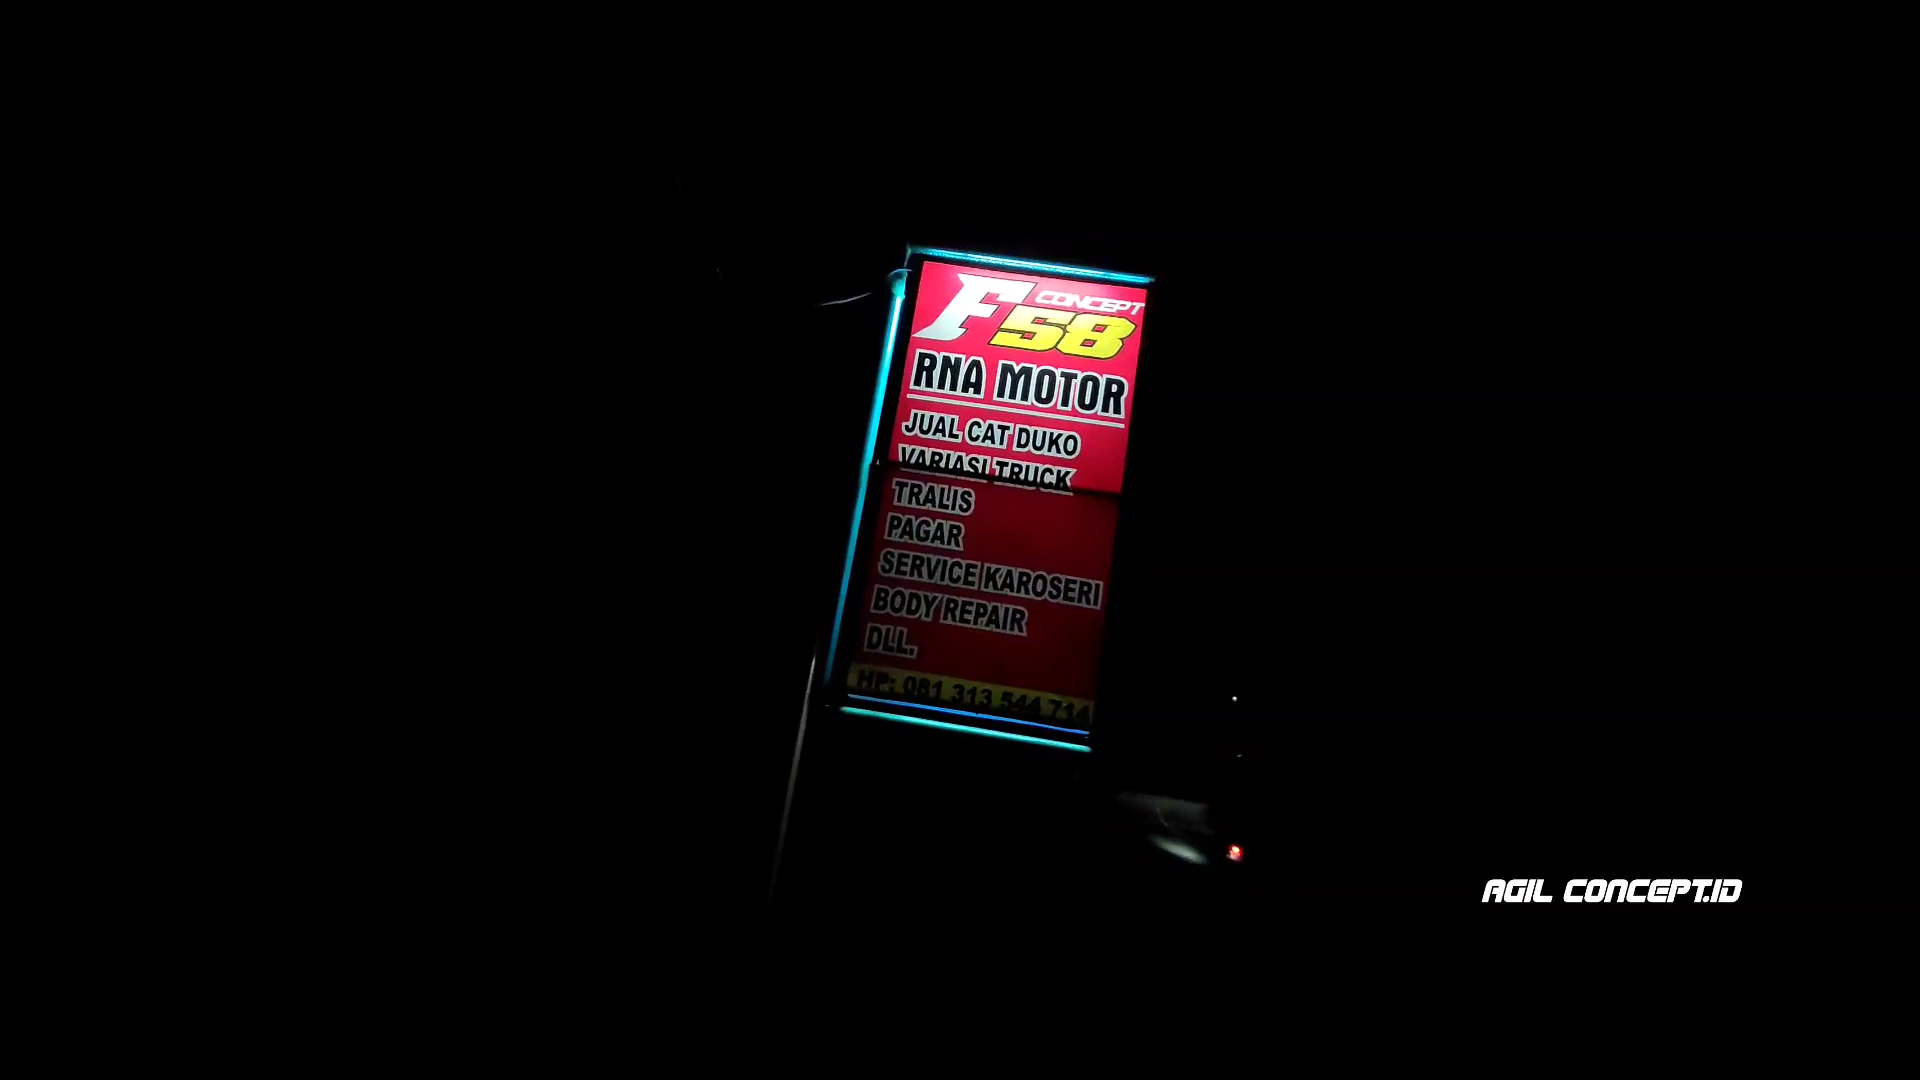 F CONCEPT
58
RNA MOTOR
JUAL CAT DUKO
VARIASI TRUCK
TRALIS
PAGAR
SERVICE KAROSERI
BODY REPAIR
DLL.
HP: 081 313 544 714
AGIL CONCEPT.ID